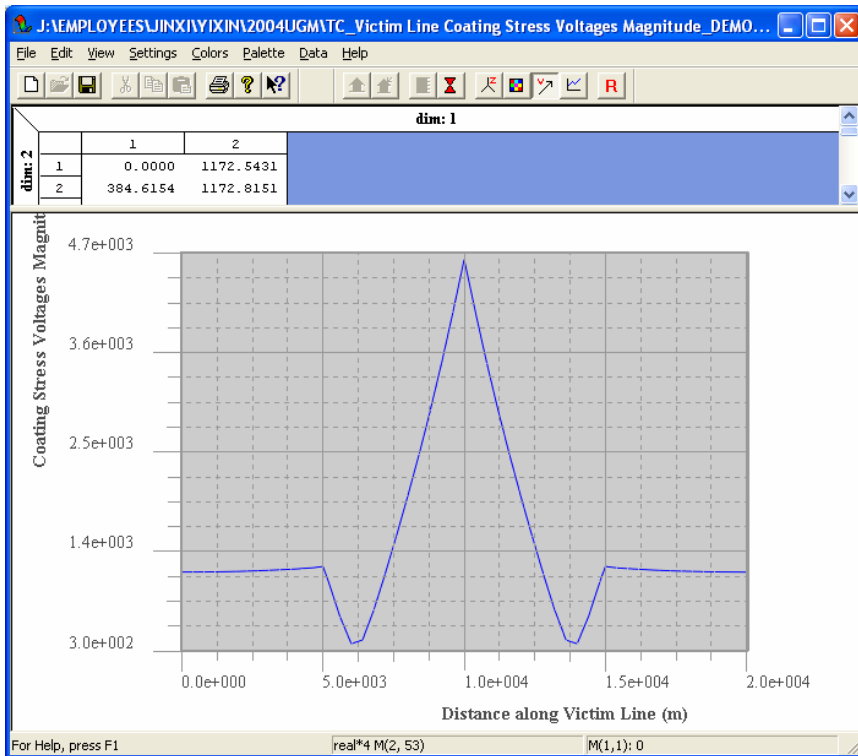 J:\EMPLOYEES\JINXI\YIXIN\2004UGM\TC_Victim Line Coating Stress Voltages Magnitude_DEMO...
File Edit View Settings Colors Palette Data Help
R
dim: 1
dim: 2
1 2
1 0.0000 1172.5431
2 384.6154 1172.8151
Coating Stress Voltages Magnit
4.7e+003
3.6e+003
2.5e+003
1.4e+003
3.0e+002
0.0e+000 5.0e+003 1.0e+004 1.5e+004 2.0e+004
Distance along Victim Line (m)
For Help, press F1 real*4 M(2, 53) M(1,1): 0